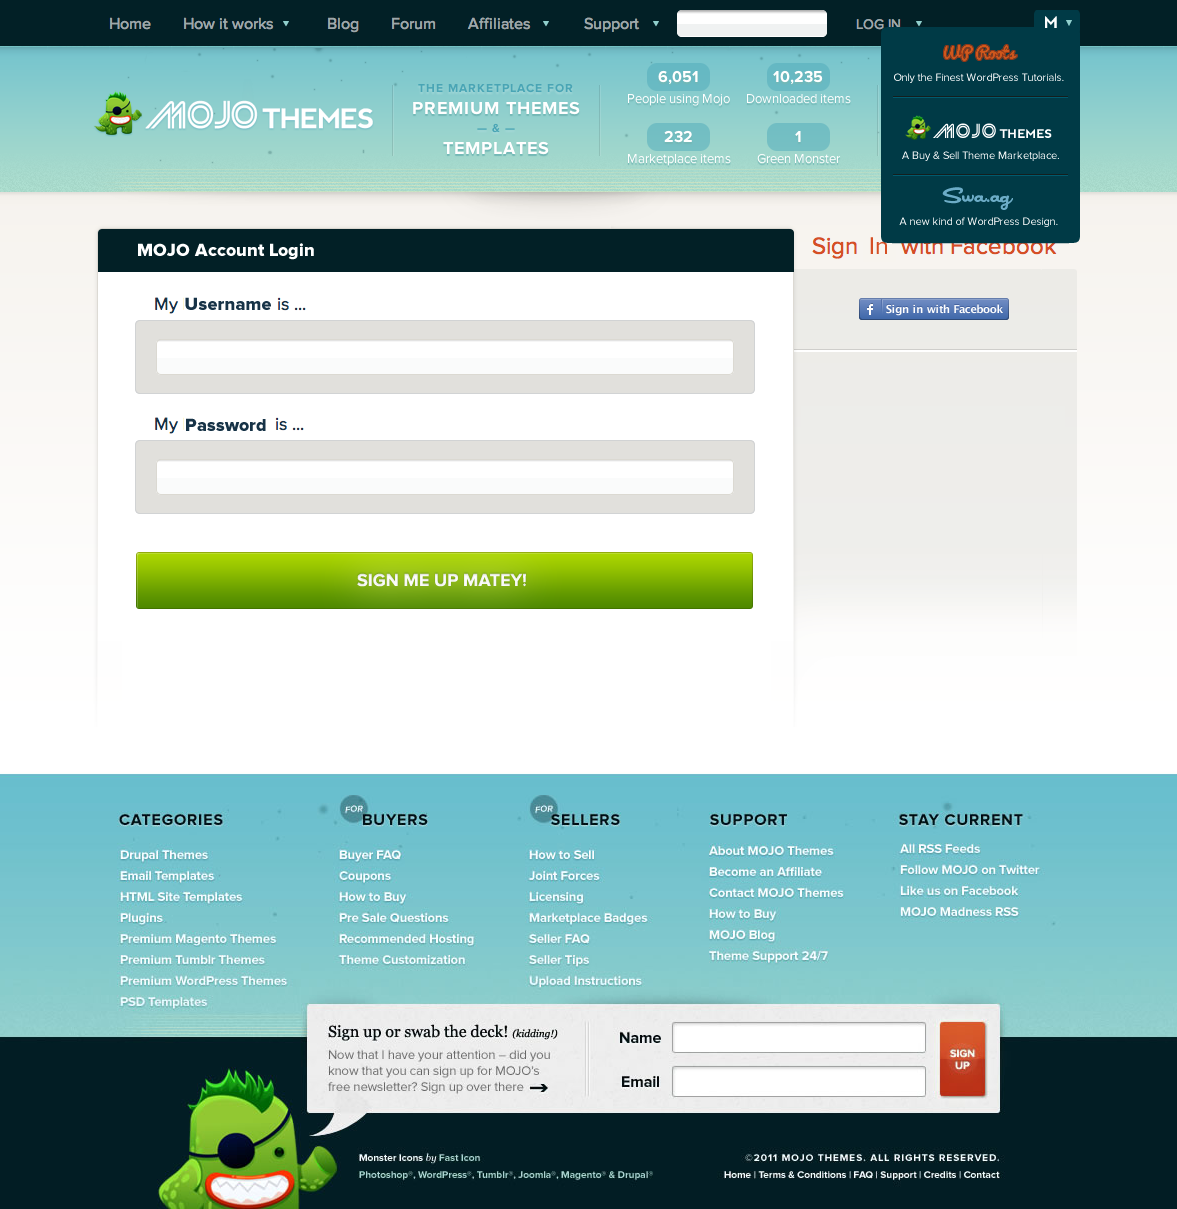 Home How it works Blog Forum Affiliates Support LOG IN M
WP Roots
Only the Finest WordPress Tutorials.
MOJO THEMES
A Buy & Sell Theme Marketplace.
Swa.ag
A new kind of WordPress Design.
MOJO THEMES
THE MARKETPLACE FOR
PREMIUM THEMES
— & —
TEMPLATES
6,051
People using Mojo
10,235
Downloaded items
232
Marketplace items
1
Green Monster
MOJO Account Login
My Username is ...
My Password is ...
SIGN ME UP MATEY!
Sign In with Facebook
f Sign in with Facebook
CATEGORIES
Drupal Themes
Email Templates
HTML Site Templates
Plugins
Premium Magento Themes
Premium Tumblr Themes
Premium WordPress Themes
PSD Templates
FOR
BUYERS
Buyer FAQ
Coupons
How to Buy
Pre Sale Questions
Recommended Hosting
Theme Customization
FOR
SELLERS
How to Sell
Joint Forces
Licensing
Marketplace Badges
Seller FAQ
Seller Tips
Upload Instructions
SUPPORT
About MOJO Themes
Become an Affiliate
Contact MOJO Themes
How to Buy
MOJO Blog
Theme Support 24/7
STAY CURRENT
All RSS Feeds
Follow MOJO on Twitter
Like us on Facebook
MOJO Madness RSS
Sign up or swab the deck! (kidding!)
Now that I have your attention – did you
know that you can sign up for MOJO's
free newsletter? Sign up over there
Name
Email
SIGN
UP
Monster Icons by Fast Icon
Photoshop®, WordPress®, Tumblr®, Joomla®, Magento® & Drupal®
©2011 MOJO THEMES. ALL RIGHTS RESERVED.
Home | Terms & Conditions | FAQ | Support | Credits | Contact